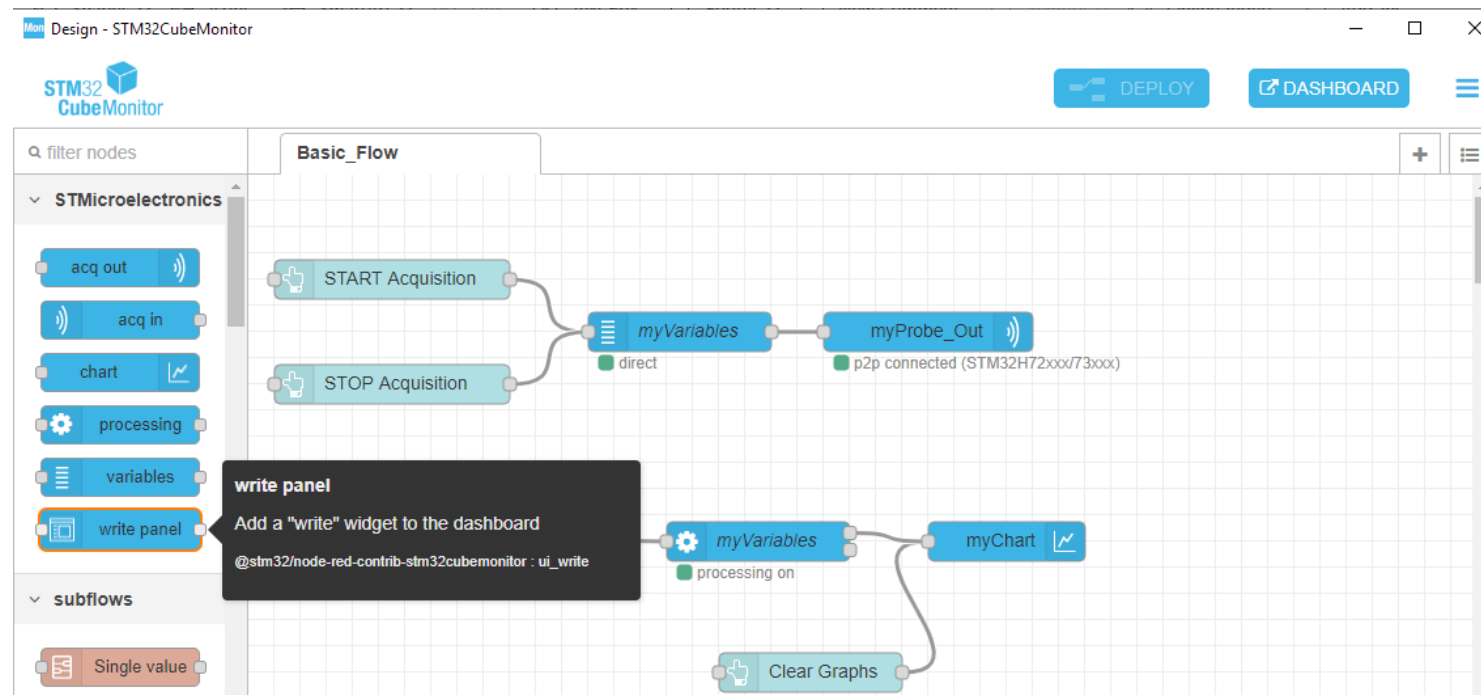 Mon Design - STM32CubeMonitor
STM32
CubeMonitor
DEPLOY
DASHBOARD
filter nodes
Basic_Flow
STMicroelectronics
acq out
acq in
chart
processing
variables
write panel
START Acquisition
STOP Acquisition
myVariables
direct
myProbe_Out
p2p connected (STM32H72xxx/73xxx)
write panel
Add a "write" widget to the dashboard
@stm32/node-red-contrib-stm32cubemonitor : ui_write
myVariables
processing on
myChart
subflows
Single value
Clear Graphs